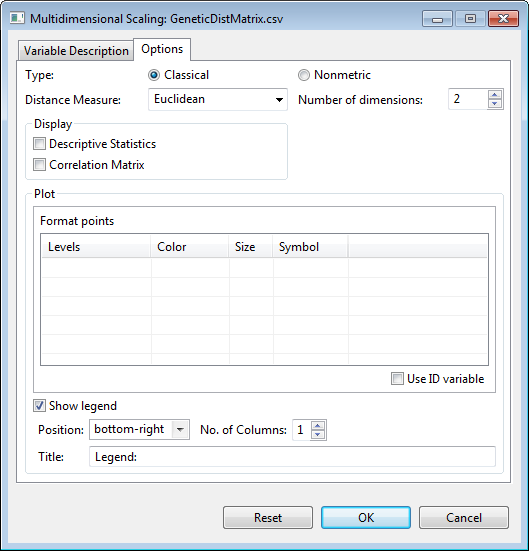 Multidimensional Scaling: GeneticDistMatrix.csv
Variable Description Options
Type: Classical Nonmetric
Distance Measure: Euclidean Number of dimensions: 2
Display
Descriptive Statistics
Correlation Matrix
Plot
Format points
Levels Color Size Symbol
Use ID variable
Show legend
Position: bottom-right No. of Columns: 1
Title: Legend:
Reset OK Cancel